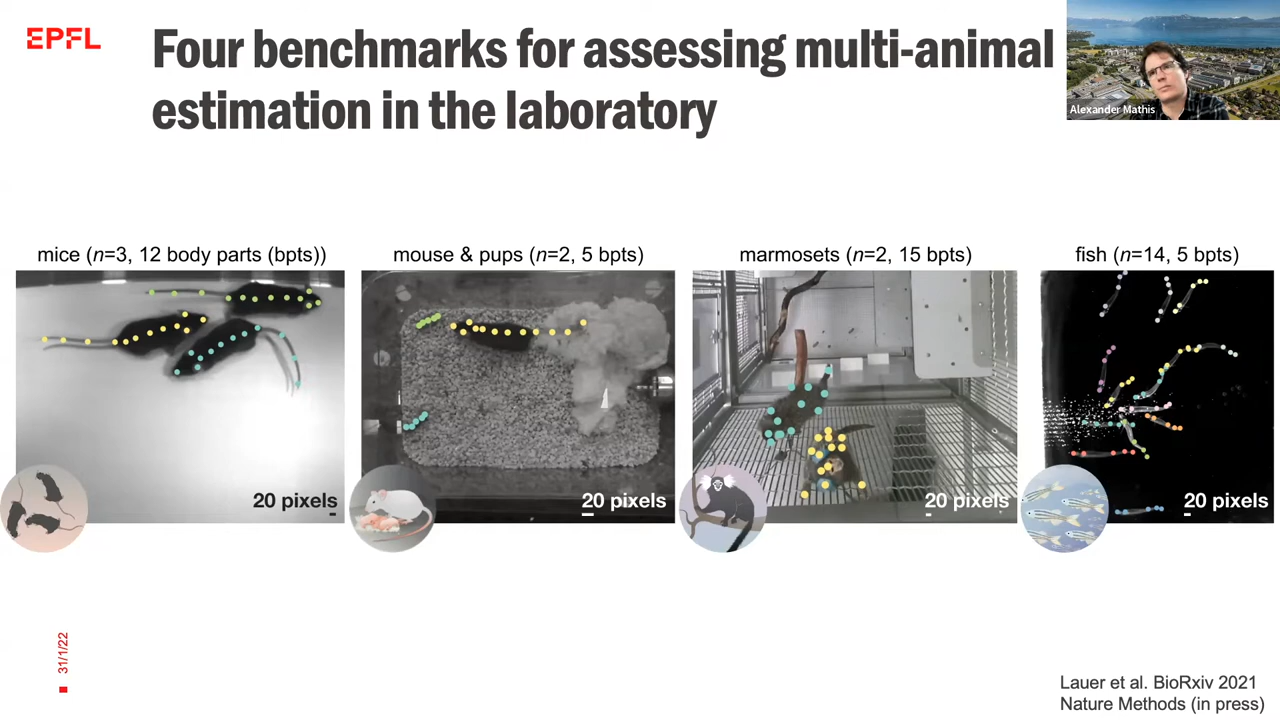 EPFL
Four benchmarks for assessing multi-animal
estimation in the laboratory
Alexander Mathis
mice (n=3, 12 body parts (bpts))
mouse & pups (n=2, 5 bpts)
marmosets (n=2, 15 bpts)
fish (n=14, 5 bpts)
20 pixels
20 pixels
20 pixels
20 pixels
31/1/22
Lauer et al. BioRxiv 2021
Nature Methods (in press)